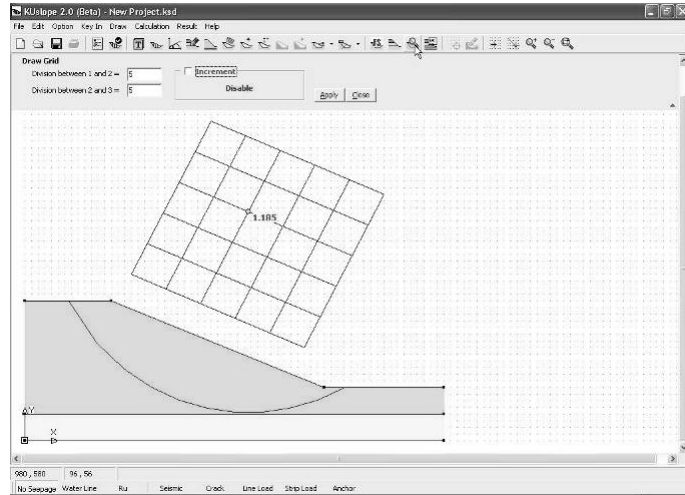 KUslope 2.0 (Beta) - New Project.ksd
File Edit Option Key In Draw Calculation Result Help
Draw Grid
Division between 1 and 2 = 5
Division between 2 and 3 = 5
Increment
Disable
Apply Close
1.185
Y
X
980 , 580 96 , 56
No Seepage Water Line Ru Seismic Crack Line Load Strip Load Anchor